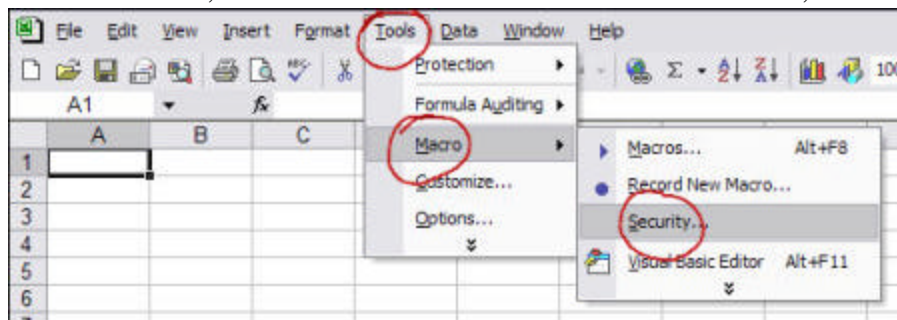 File Edit View Insert Format Tools Data Window Help
ABC Σ A Z Z A
A1 fx
A B C
1
2
3
4
5
6
Protection
Formula Auditing
Macro
Customize...
Options...
Macros... Alt+F8
Record New Macro...
Security...
Visual Basic Editor Alt+F11